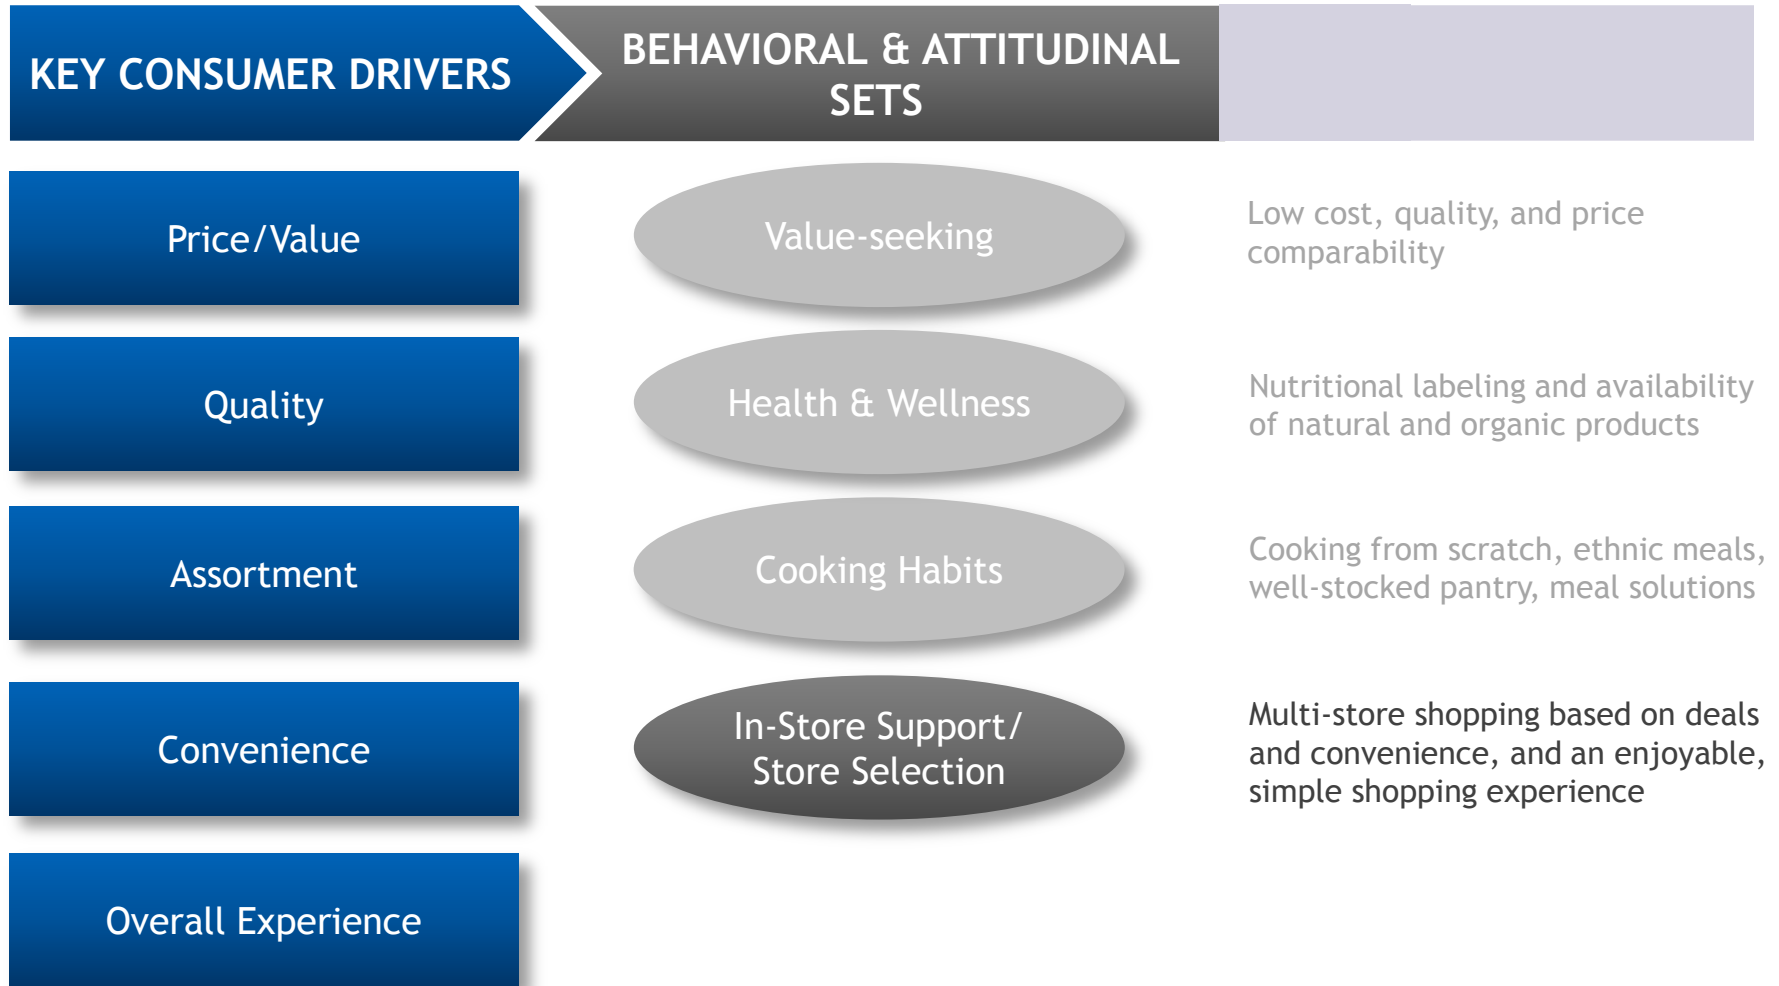 KEY CONSUMER DRIVERS
BEHAVIORAL & ATTITUDINAL
SETS
Price/Value
Value-seeking
Low cost, quality, and price
comparability
Quality
Health & Wellness
Nutritional labeling and availability
of natural and organic products
Assortment
Cooking Habits
Cooking from scratch, ethnic meals,
well-stocked pantry, meal solutions
Convenience
In-Store Support/
Store Selection
Multi-store shopping based on deals
and convenience, and an enjoyable,
simple shopping experience
Overall Experience